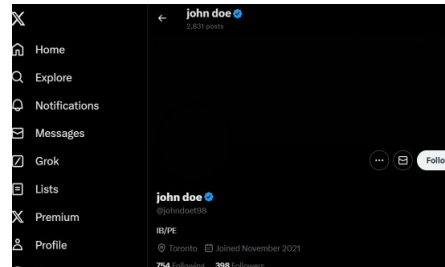 john doe
2,831 posts
Home
Explore
Notifications
Messages
Grok
Lists
Premium
Profile
Follo
john doe
@johndoet98
IB/PE
Toronto Joined November 2021
754 Following 398 Followers